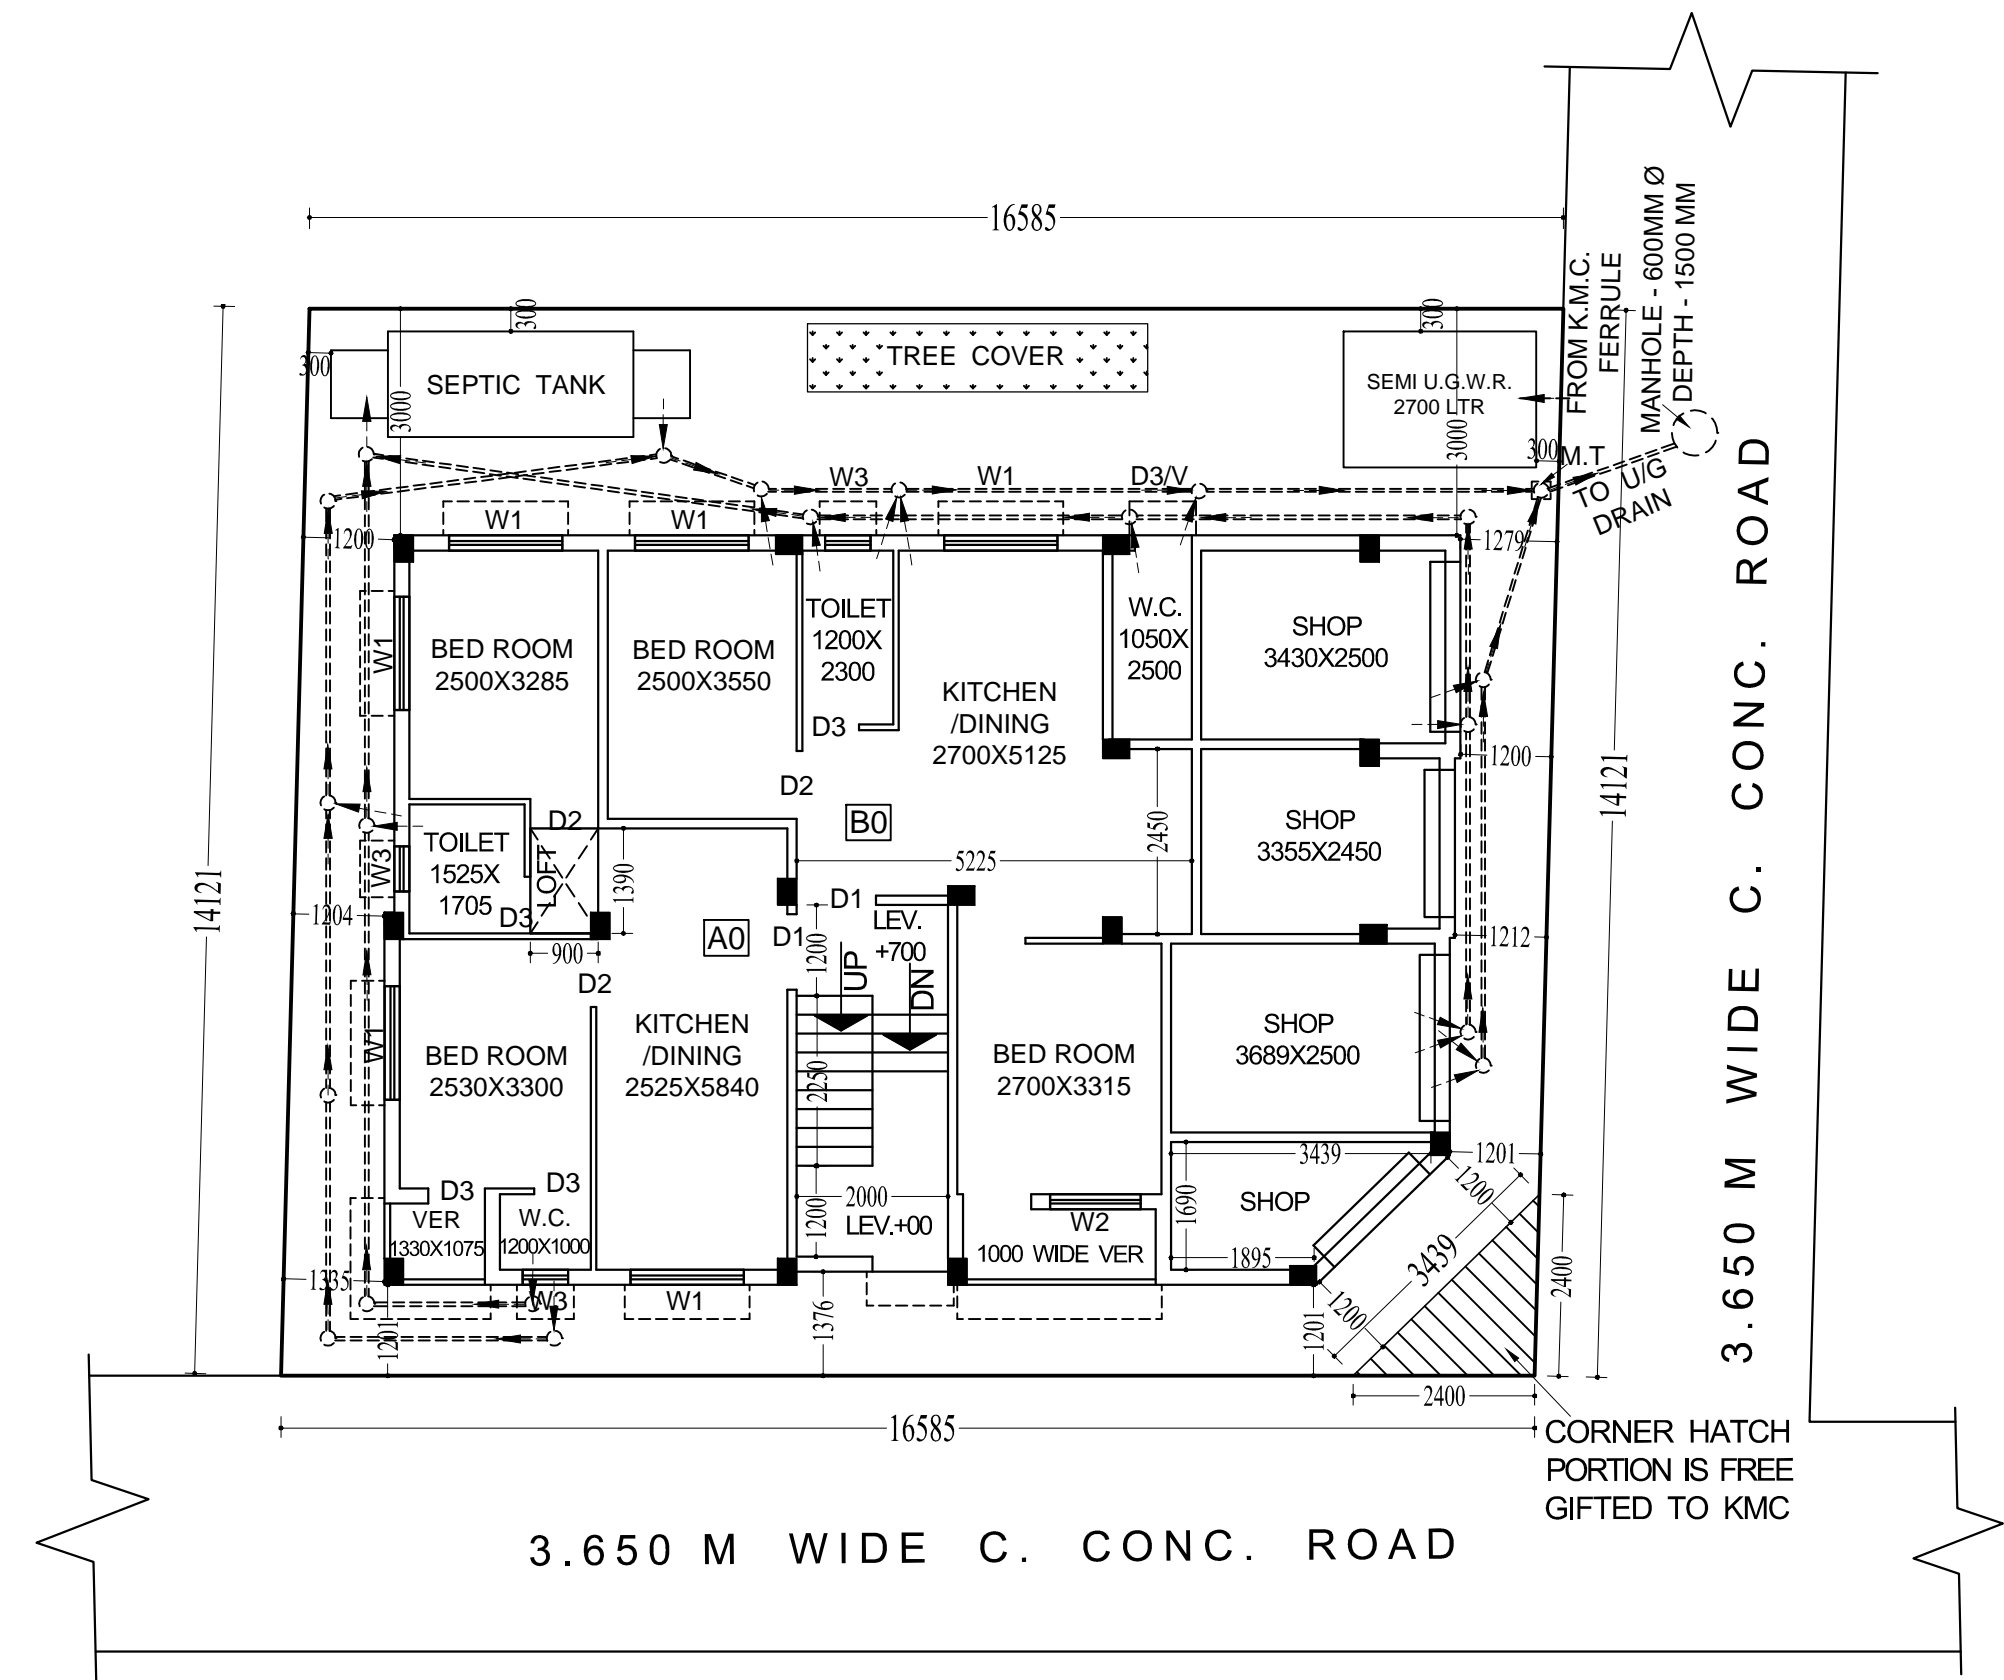 16585
300
300
300
SEPTIC TANK
TREE COVER
SEMI U.G.W.R.
2700 LTR
FROM K.M.C.
FERRULE
MANHOLE - 600MM Ø
DEPTH - 1500 MM
3000
3000
300
M.T
TO U/G
DRAIN
W3
W1
D3/V
W1
W1
1200
1279
W1
BED ROOM
2500X3285
BED ROOM
2500X3550
TOILET
1200X
2300
D3
KITCHEN
/DINING
2700X5125
W.C.
1050X
2500
SHOP
3430X2500
1200
14121
14121
D2
B0
2450
SHOP
3355X2450
W3
TOILET
1525X
1705
D2
LOFT
1390
5225
D3
1204
900
A0
D1
D1
LEV.
+700
1200
UP
DN
1212
D2
W1
BED ROOM
2530X3300
KITCHEN
/DINING
2525X5840
2250
BED ROOM
2700X3315
SHOP
3689X2500
3439
1201
1200
D3
D3
VER
1330X1075
W.C.
1200X1000
2000
1200
LEV.+00
W2
1000 WIDE VER
1690
SHOP
1895
3439
2400
1335
W3
W1
1201
1376
1201
1200
2400
16585
CORNER HATCH
PORTION IS FREE
GIFTED TO KMC
3.650 M WIDE C. CONC. ROAD
3.650 M WIDE C. CONC. ROAD